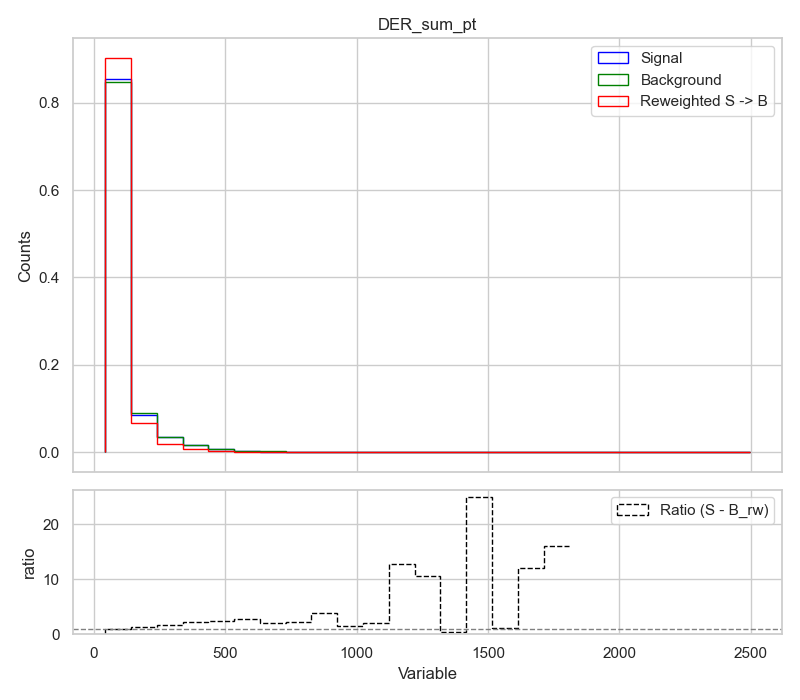 DER_sum_pt
Signal
Background
Reweighted S -> B
Counts
0.8
0.6
0.4
0.2
0.0
Ratio (S - B_rw)
ratio
20
10
0
0 500 1000 1500 2000 2500
Variable